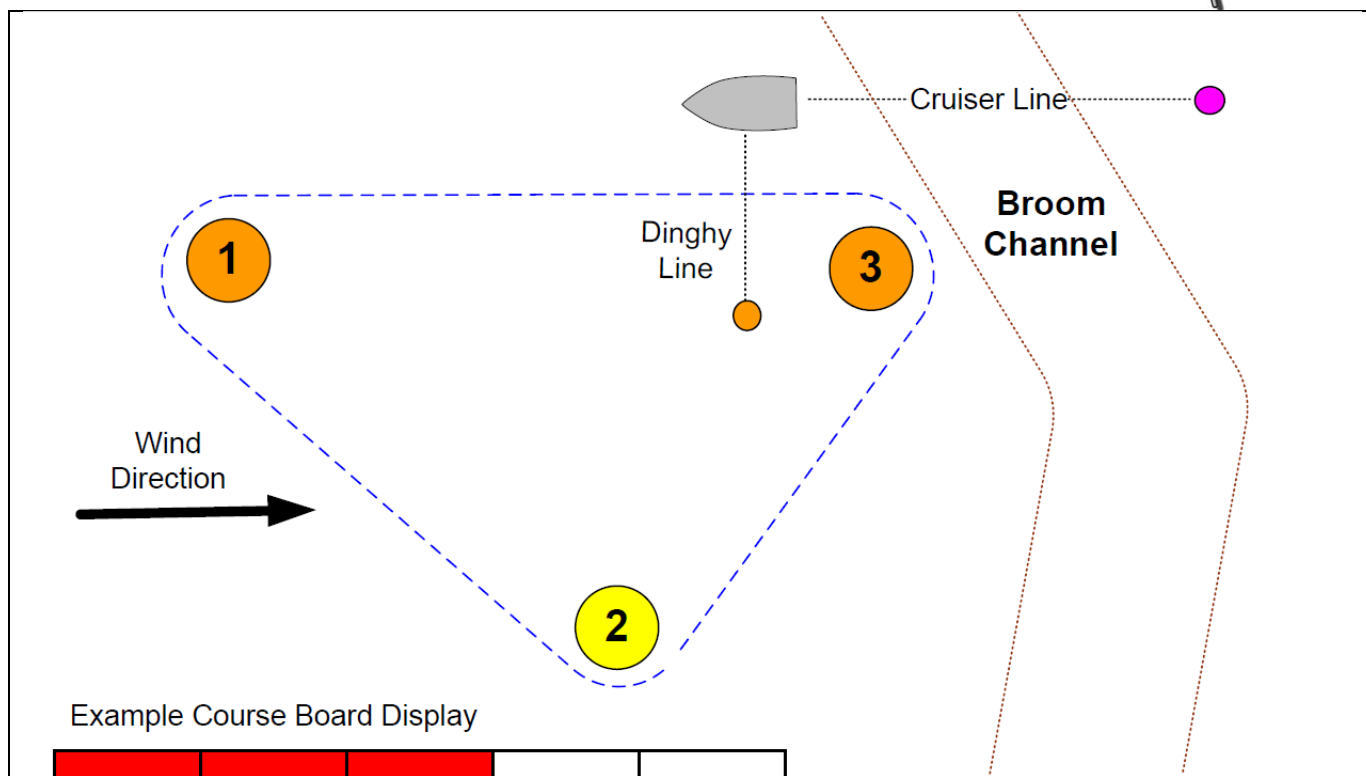 Cruiser Line
Broom
Channel
Dinghy
Line
1
3
Wind
Direction
2
Example Course Board Display